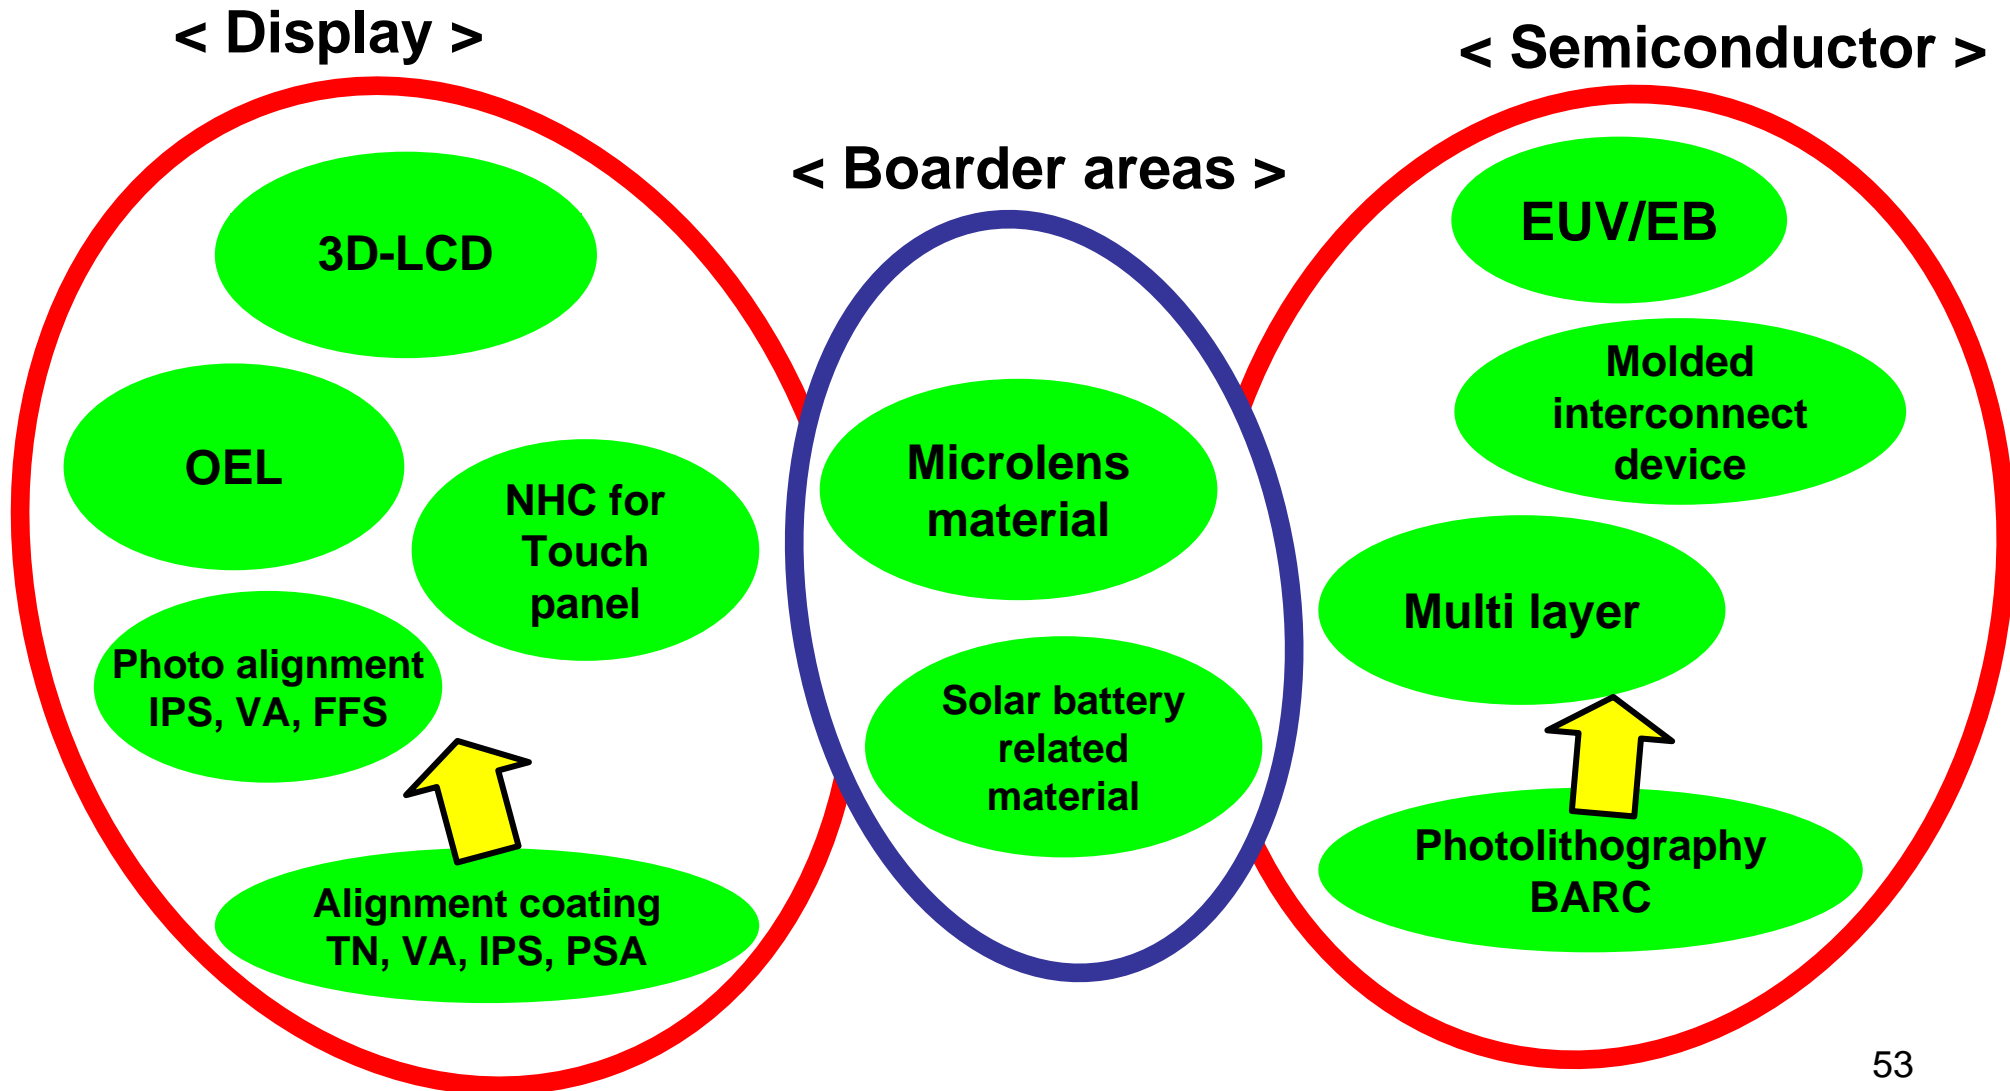 < Display >
3D-LCD
OEL
NHC for
Touch
panel
Photo alignment
IPS, VA, FFS
Alignment coating
TN, VA, IPS, PSA
< Boarder areas >
Microlens
material
Solar battery
related
material
< Semiconductor >
EUV/EB
Molded
interconnect
device
Multi layer
Photolithography
BARC
53